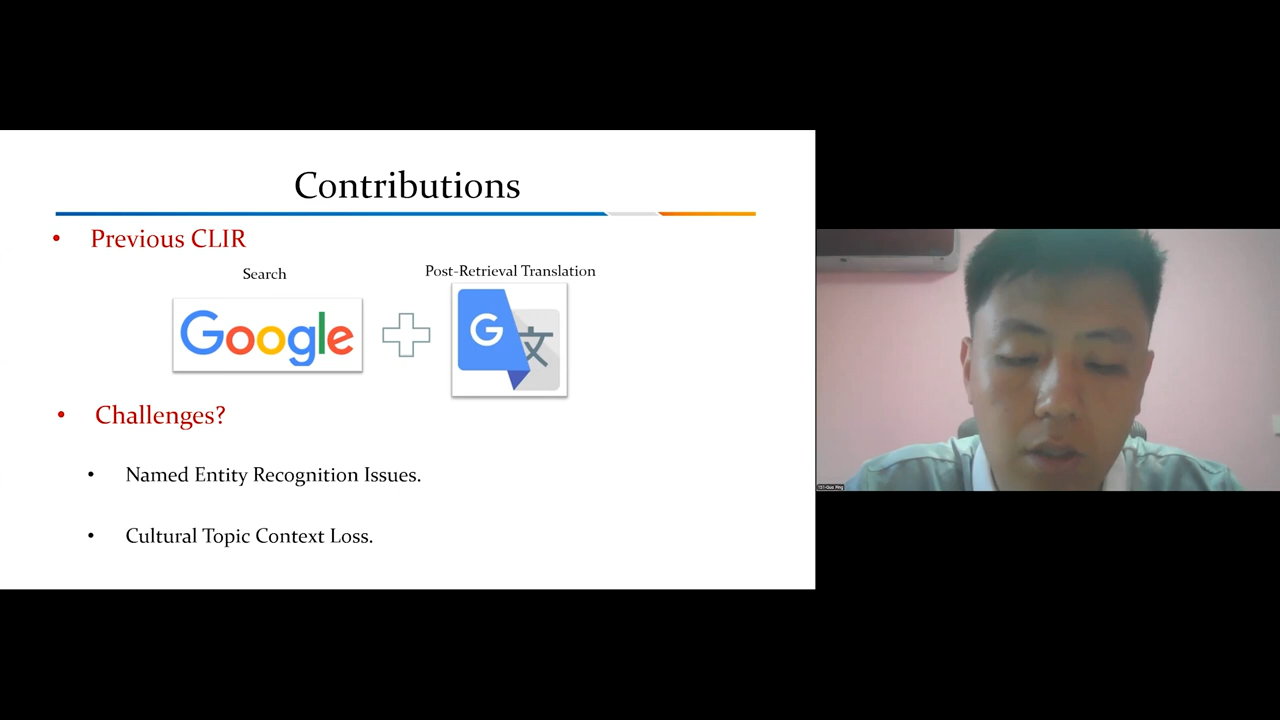 Contributions
• Previous CLIR
Search
Post-Retrieval Translation
Google
G 文
• Challenges?
• Named Entity Recognition Issues.
• Cultural Topic Context Loss.